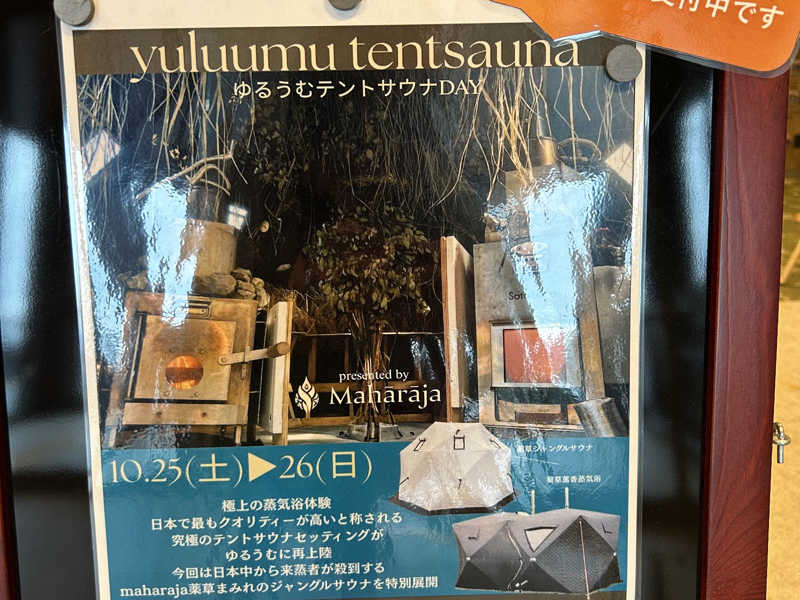 付中です
yuluumu tentsauna
ゆるうむテントサウナDAY
presented by
Mahārāja
10.25(土)▶26(日)
薬草ジャングルサウナ
極上の蒸気浴体験
日本で最もクオリティーが高いと称される
究極のテントサウナセッティングが
ゆるうむに再上陸
今回は日本中から来蒸者が殺到する
maharaja薬草まみれのジャングルサウナを特別展開